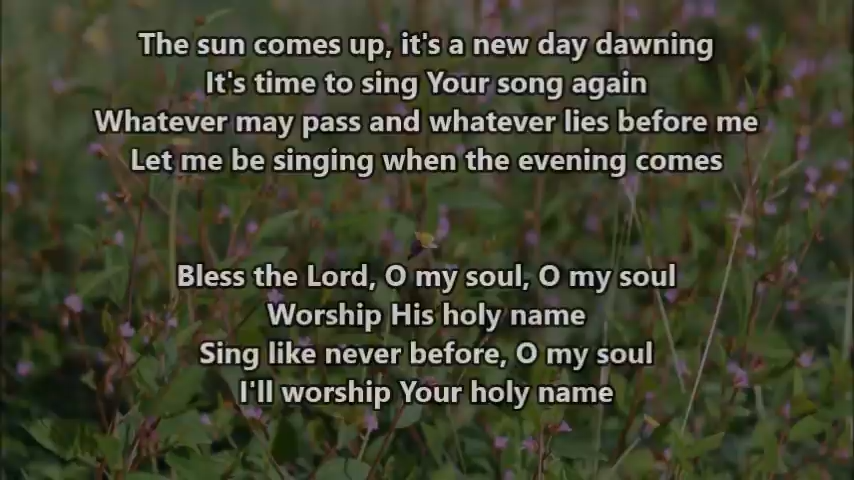 The sun comes up, it's a new day dawning
It's time to sing Your song again
Whatever may pass and whatever lies before me
Let me be singing when the evening comes
Bless the Lord, O my soul, O my soul
Worship His holy name
Sing like never before, O my soul
I'll worship Your holy name